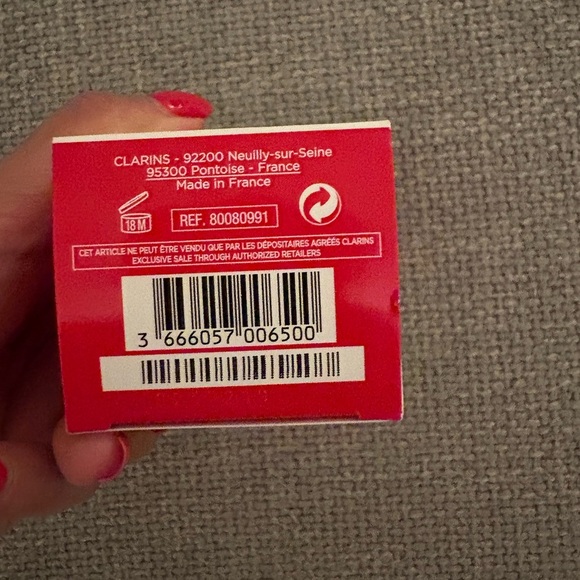 CLARINS - 92200 Neuilly-sur-Seine
95300 Pontoise - France
Made in France
18 M
REF. 80080991
CET ARTICLE NE PEUT ÊTRE VENDU QUE PAR LES DÉPOSITAIRES AGRÉÉS CLARINS
EXCLUSIVE SALE THROUGH AUTHORIZED RETAILERS
3 666057 006500